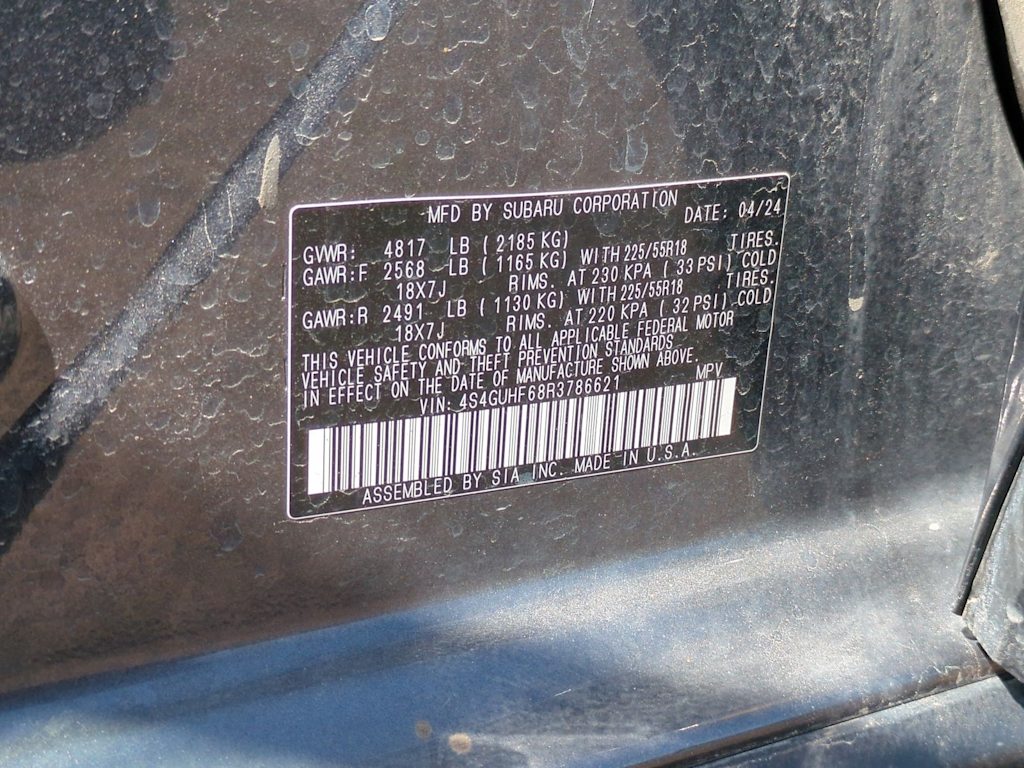 MFD BY SUBARU CORPORATION DATE: 04/24
GVWR: 4817 LB (2185 KG)
GAWR:F 2568 LB (1165 KG) WITH 225/55R18 TIRES.
18X7J RIMS. AT 230 KPA (33 PSI) COLD
GAWR:R 2491 LB (1130 KG) WITH 225/55R18 TIRES.
18X7J RIMS. AT 220 KPA (32 PSI) COLD
THIS VEHICLE CONFORMS TO ALL APPLICABLE FEDERAL MOTOR
VEHICLE SAFETY AND THEFT PREVENTION STANDARDS
IN EFFECT ON THE DATE OF MANUFACTURE SHOWN ABOVE.
VIN: 4S4GUHF68R3786621 MPV
ASSEMBLED BY SIA INC. MADE IN U.S.A.